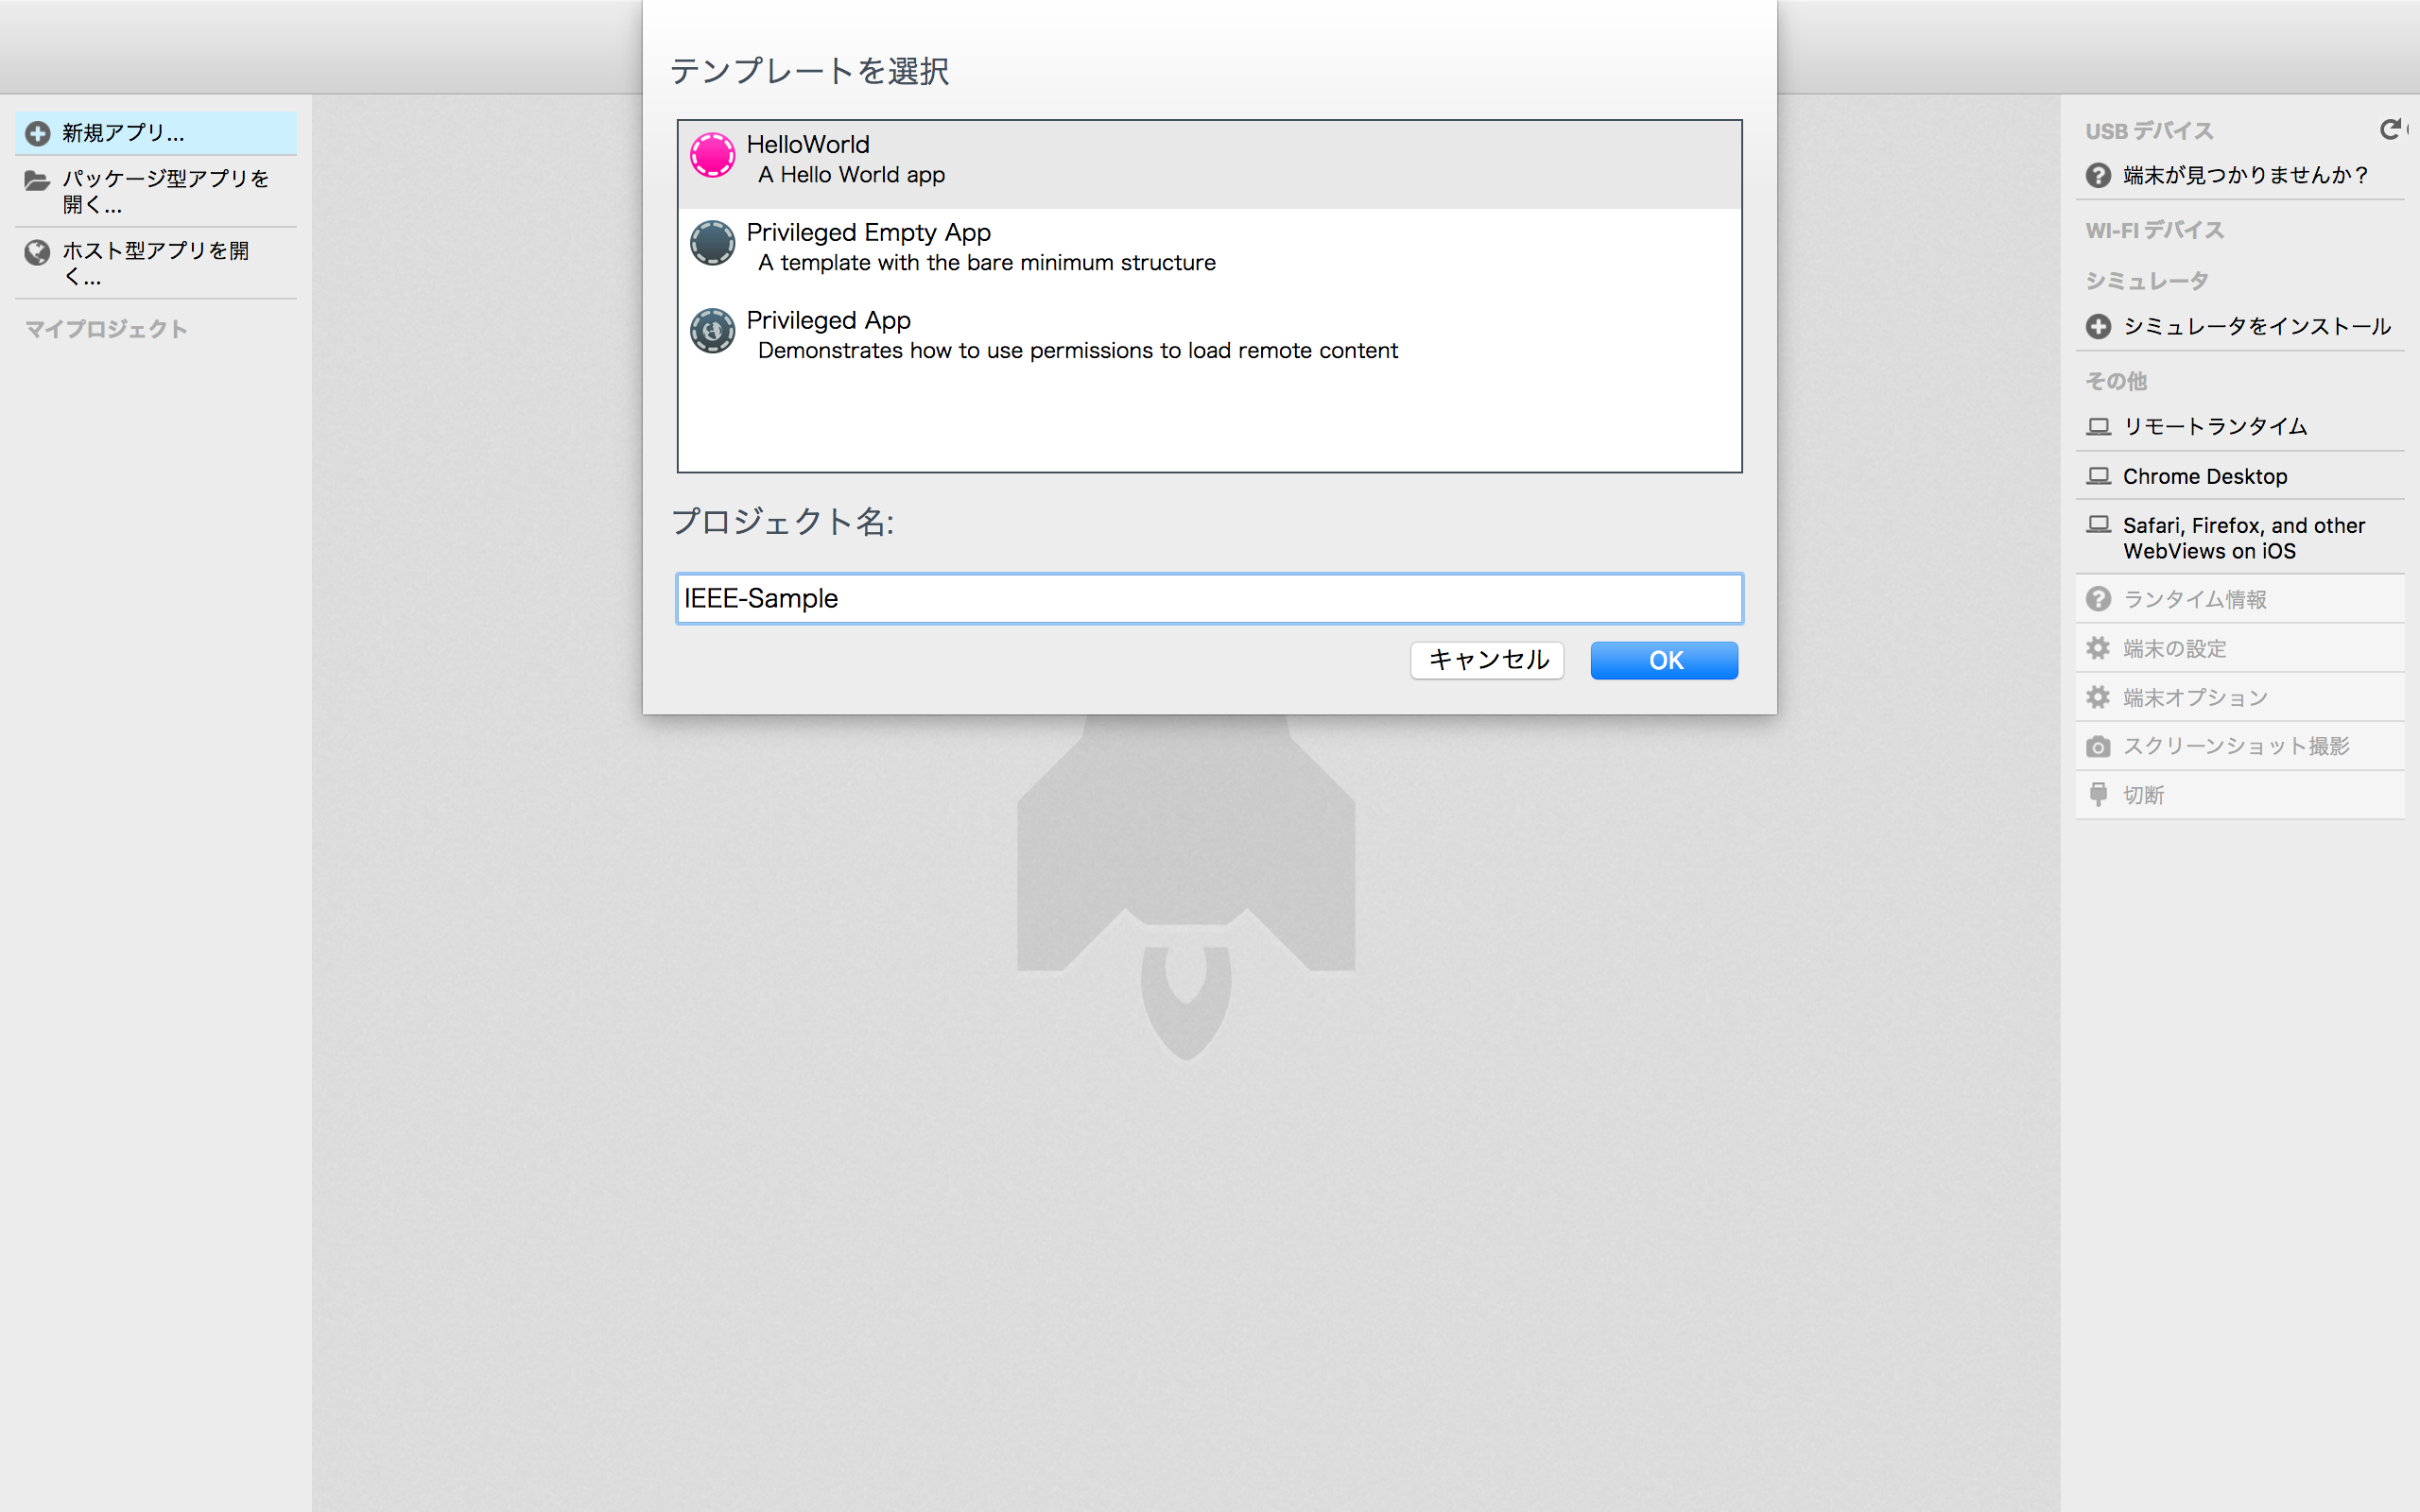 テンプレートを選択
HelloWorld
A Hello World app
Privileged Empty App
A template with the bare minimum structure
Privileged App
Demonstrates how to use permissions to load remote content
プロジェクト名:
IEEE-Sample
キャンセル
OK
新規アプリ...
パッケージ型アプリを
開く...
ホスト型アプリを開
く...
マイプロジェクト
USB デバイス
端末が見つかりませんか？
WI-FI デバイス
シミュレータ
シミュレータをインストール
その他
リモートランタイム
Chrome Desktop
Safari, Firefox, and other
WebViews on iOS
ランタイム情報
端末の設定
端末オプション
スクリーンショット撮影
切断